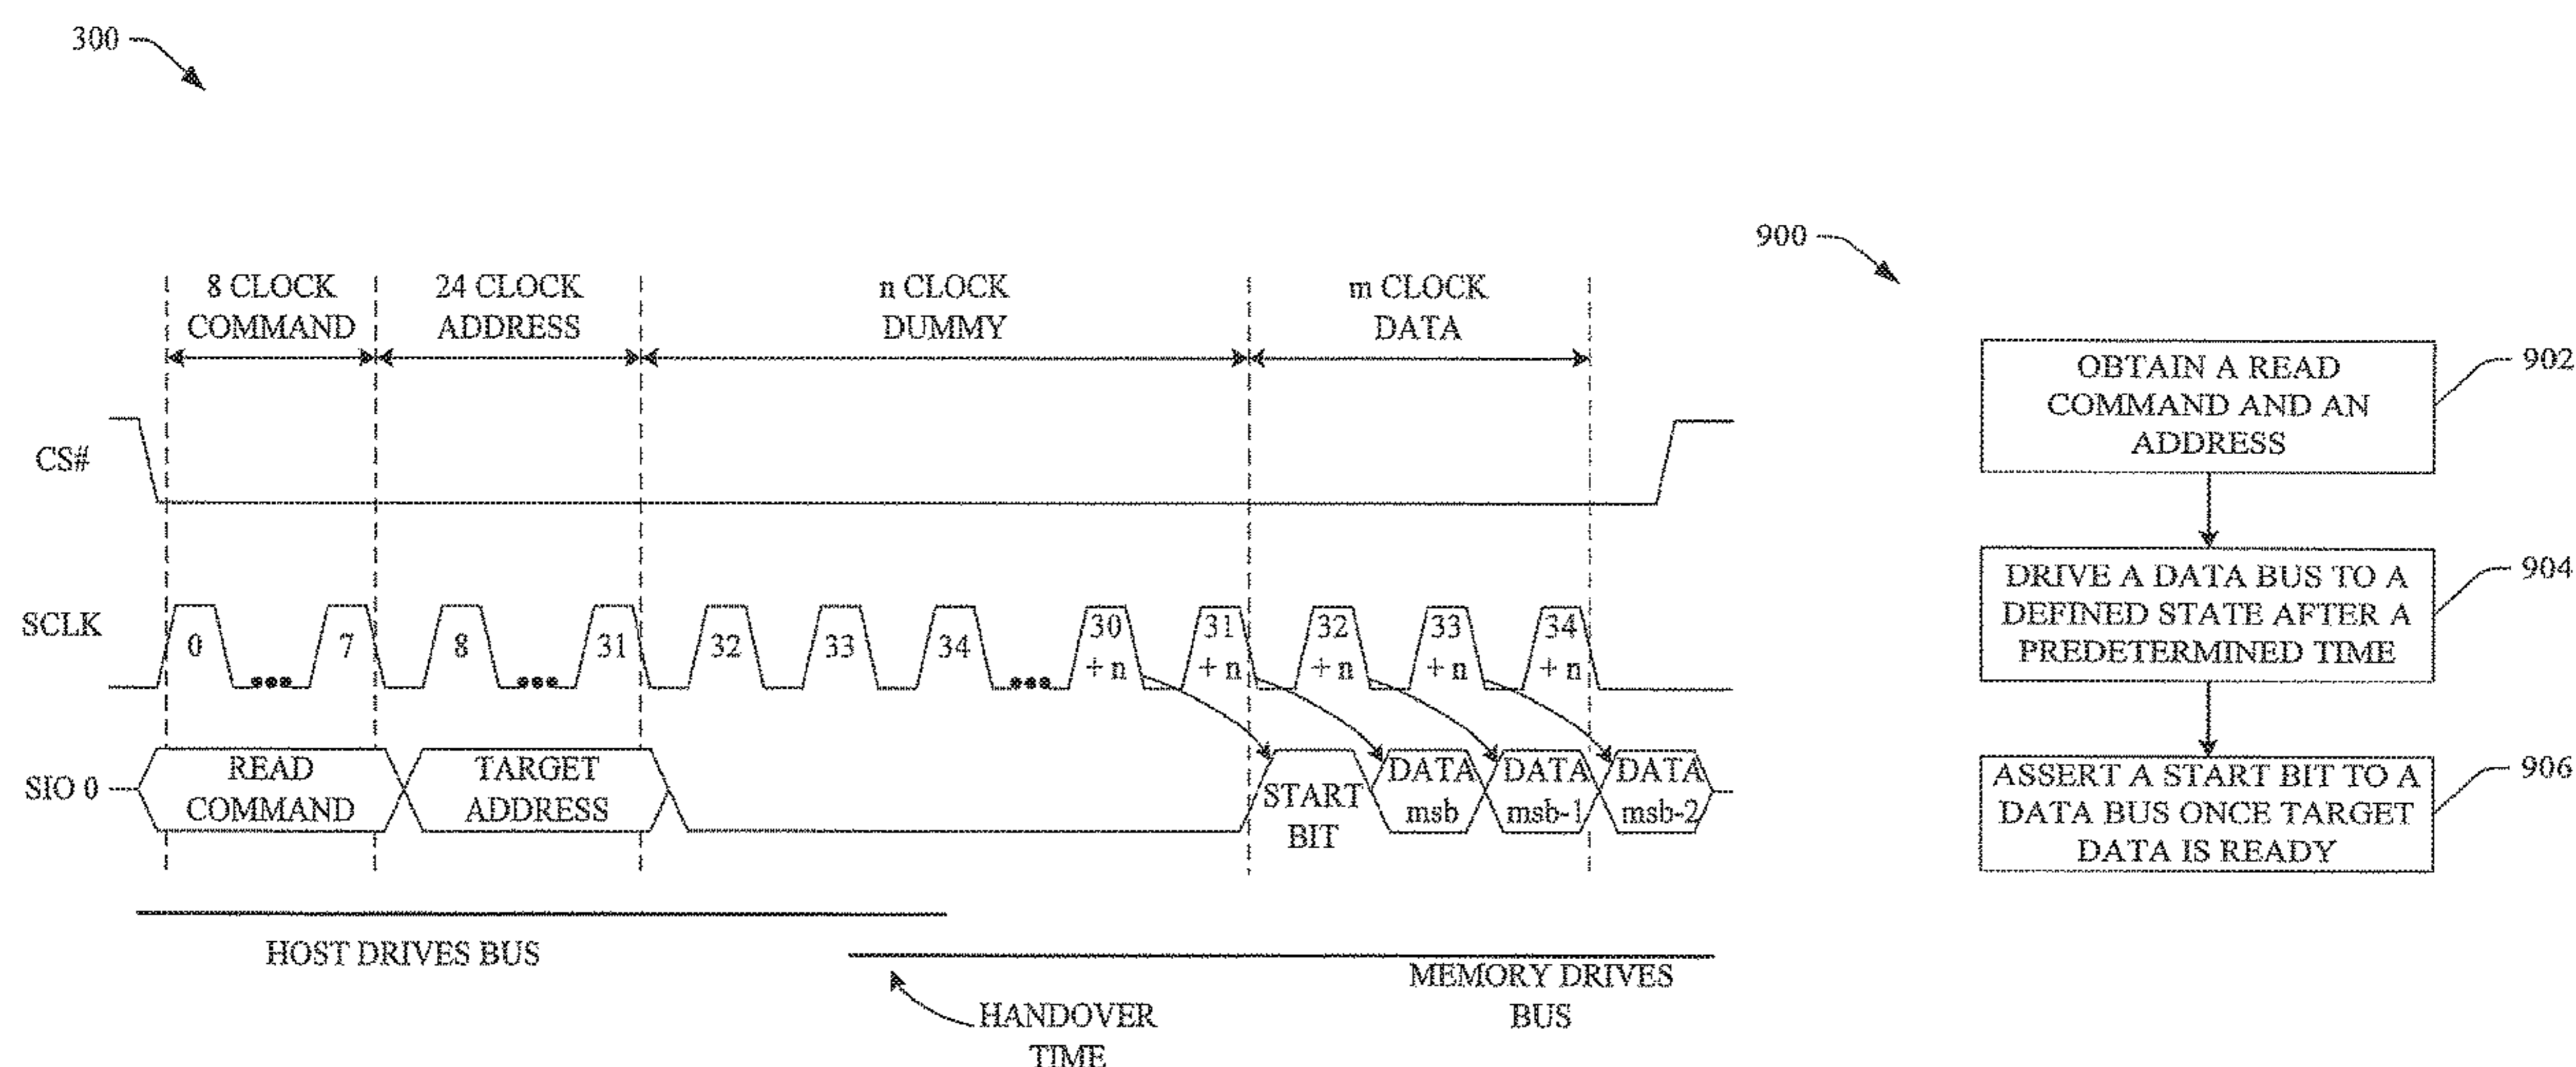 300
8 CLOCK
COMMAND
24 CLOCK
ADDRESS
n CLOCK
DUMMY
m CLOCK
DATA
CS#
SCLK
0
7
8
31
32
33
34
30
+ n
31
+ n
32
+ n
33
+ n
34
+ n
SIO 0
READ
COMMAND
TARGET
ADDRESS
START
BIT
DATA
msb
DATA
msb-1
DATA
msb-2
HOST DRIVES BUS
MEMORY DRIVES
BUS
HANDOVER
TIME
900
OBTAIN A READ
COMMAND AND AN
ADDRESS
902
DRIVE A DATA BUS TO A
DEFINED STATE AFTER A
PREDETERMINED TIME
904
ASSERT A START BIT TO A
DATA BUS ONCE TARGET
DATA IS READY
906